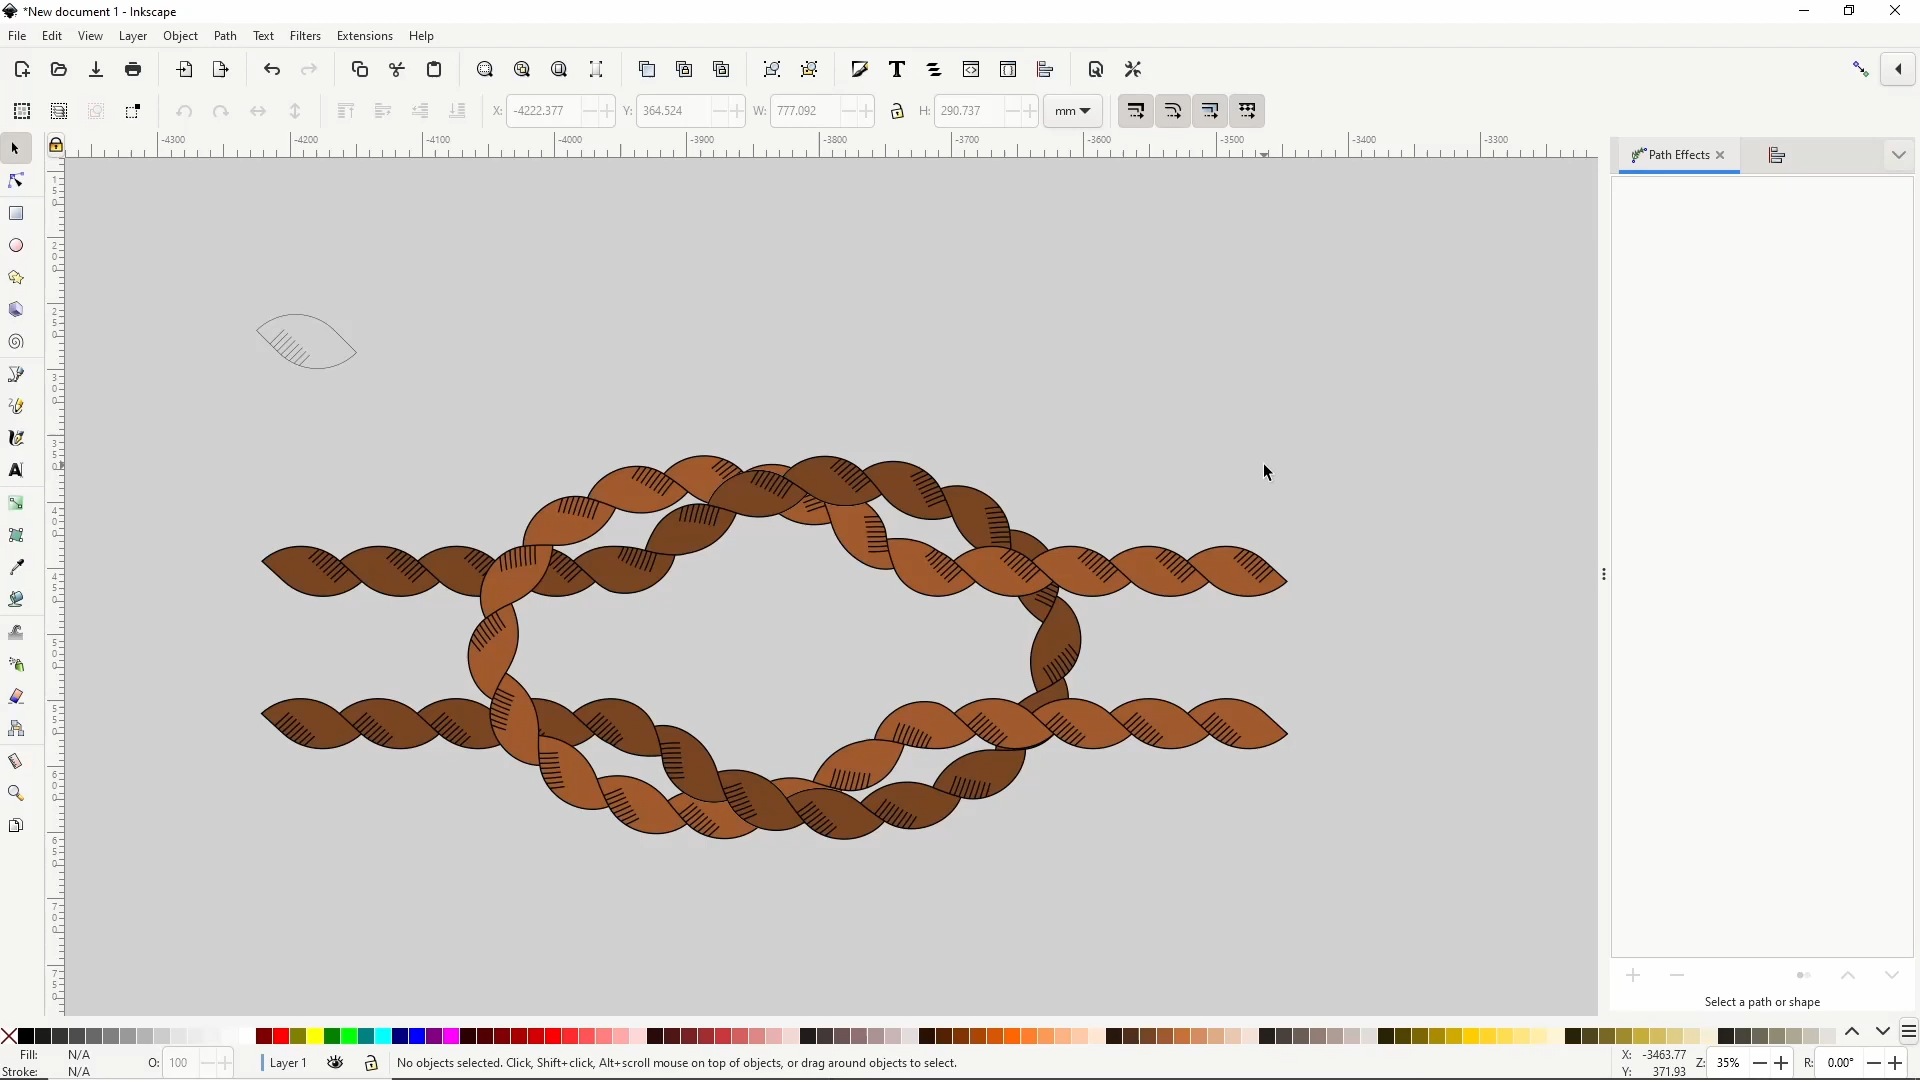 *New document 1 - Inkscape
File Edit View Layer Object Path Text Filters Extensions Help
X: -4222.377 Y: 364.524 W: 777.092 H: 290.737 mm
-4300 -4200 -4100 -4000 -3900 -3800 -3700 -3600 -3500 -3400 -3300
Path Effects
Select a path or shape
Fill: N/A
Stroke: N/A
O: 100
Layer 1
No objects selected. Click, Shift+click, Alt+scroll mouse on top of objects, or drag around objects to select.
X: -3463.77
Y: 371.93
Z: 35%
R: 0.00°